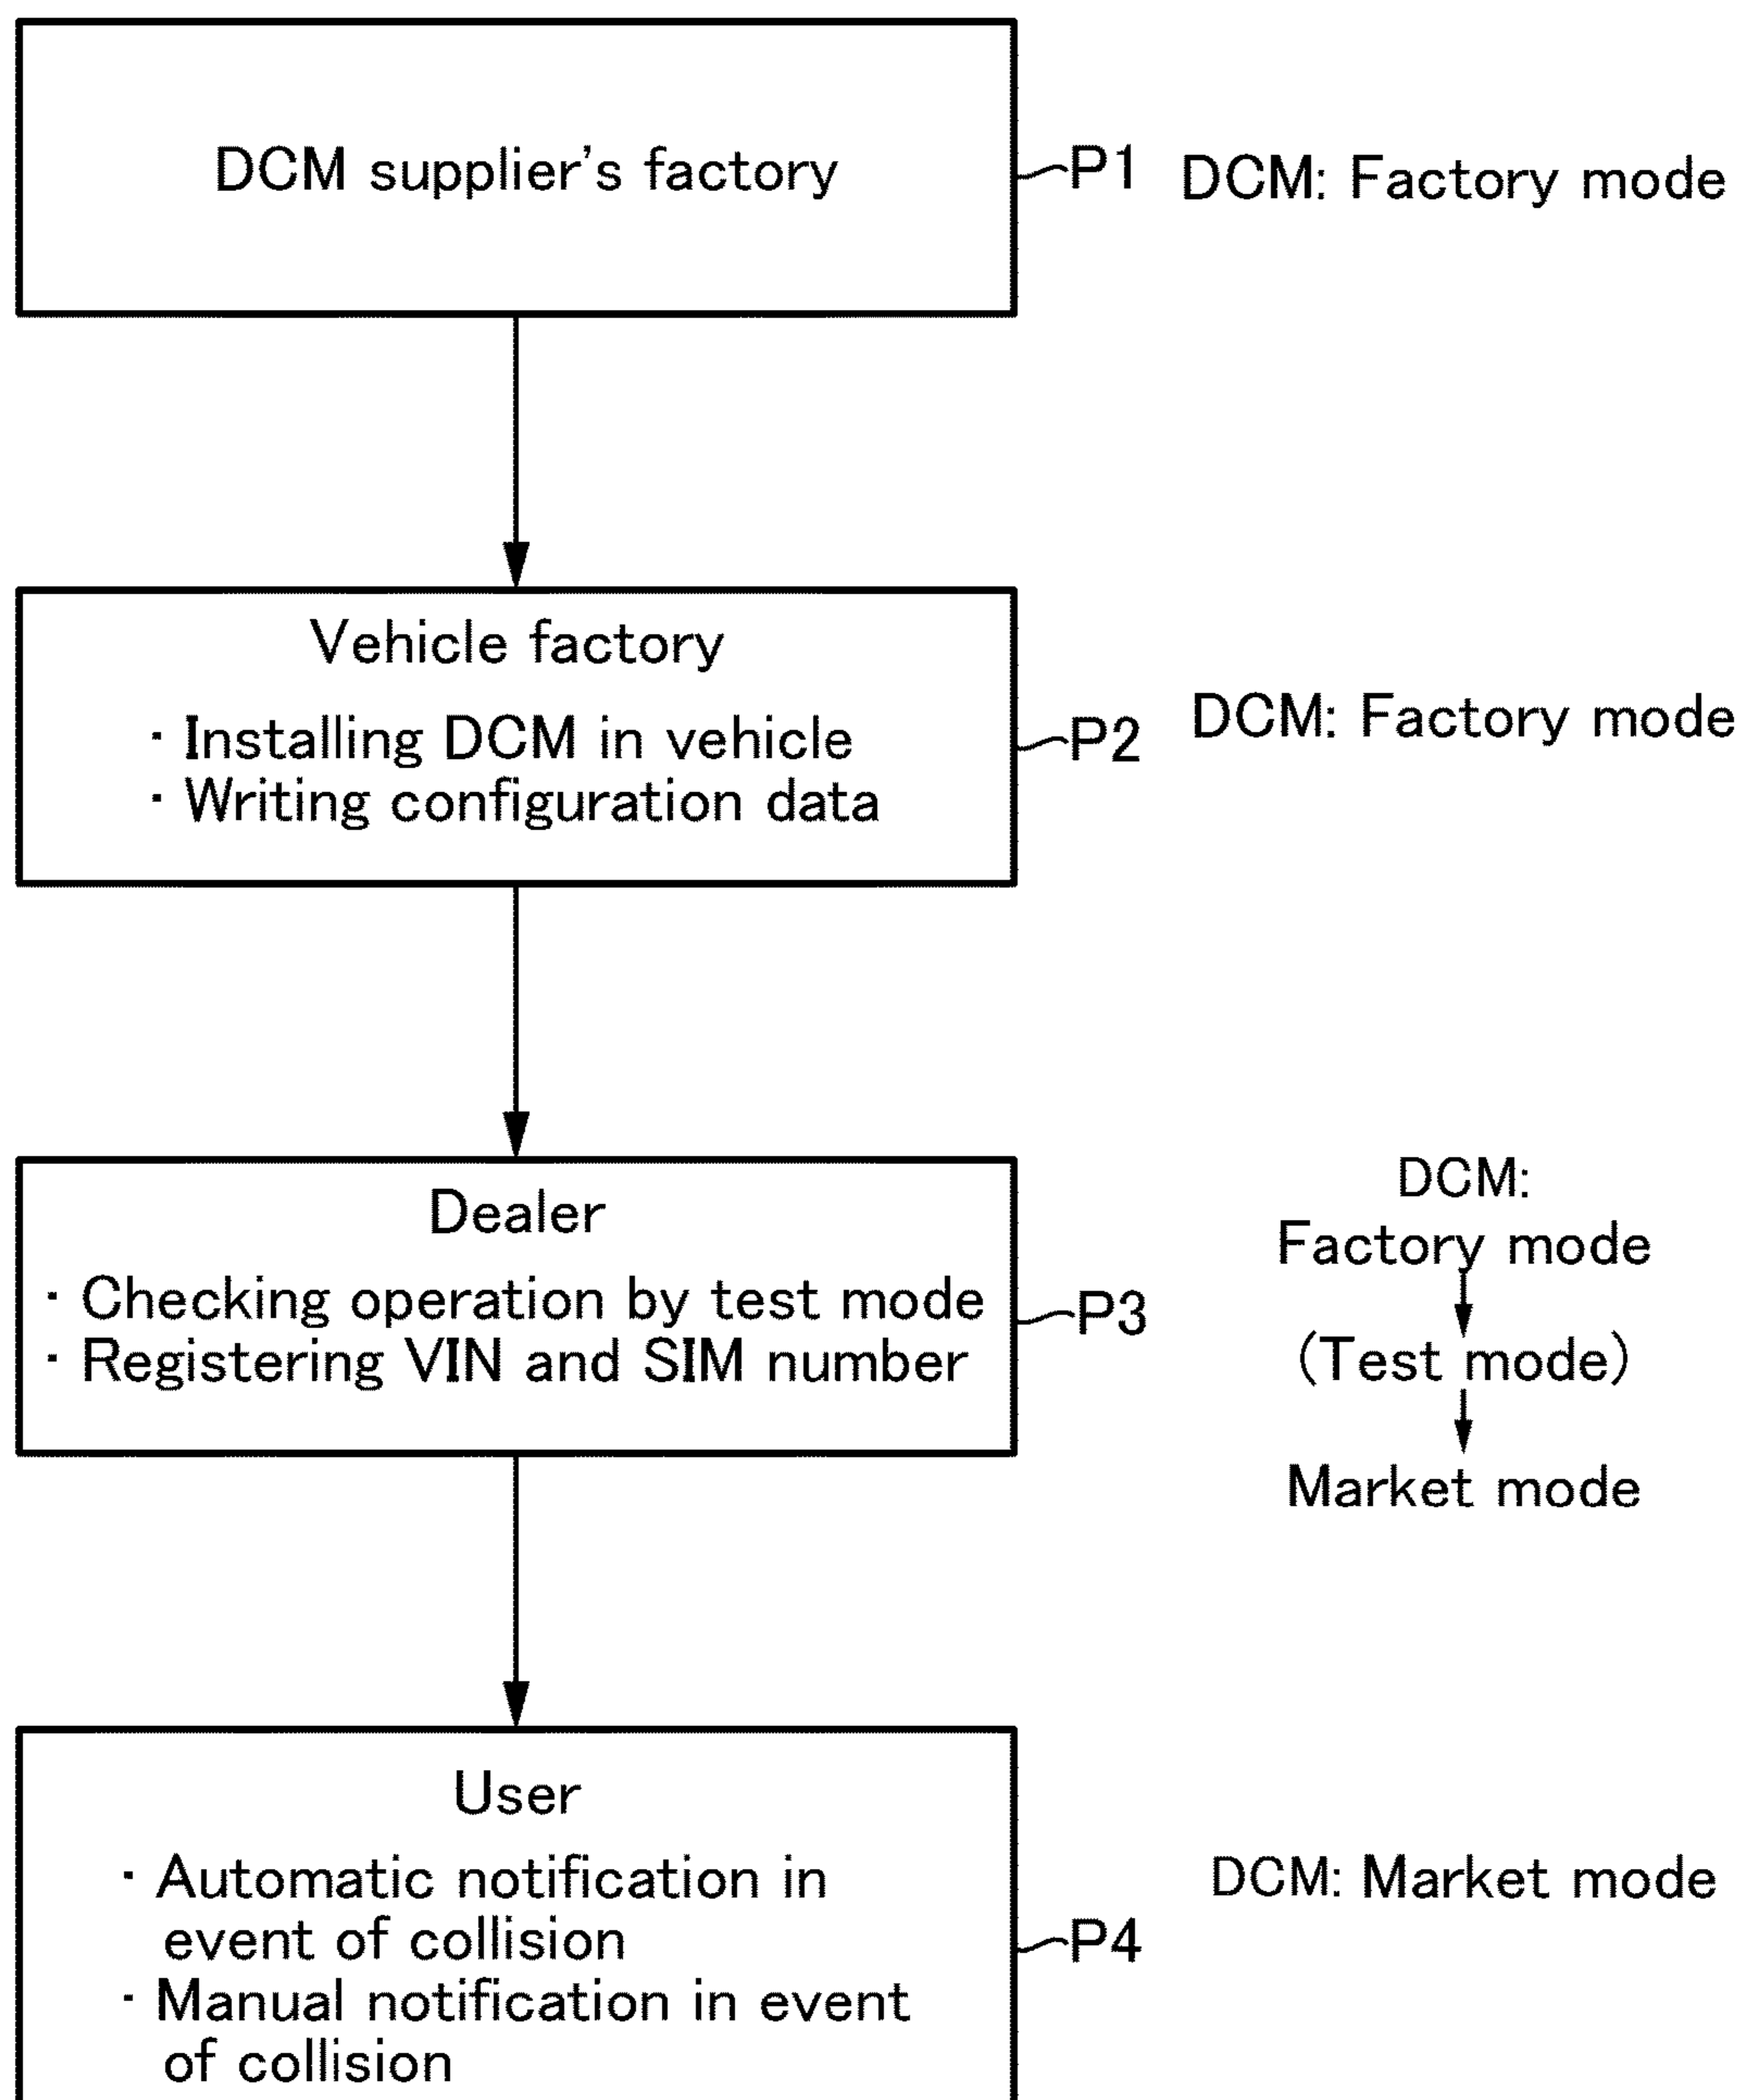 DCM supplier's factory
P1
DCM: Factory mode
Vehicle factory
· Installing DCM in vehicle
· Writing configuration data
P2
DCM: Factory mode
Dealer
· Checking operation by test mode
· Registering VIN and SIM number
P3
DCM:
Factory mode
(Test mode)
Market mode
User
· Automatic notification in
event of collision
· Manual notification in event
of collision
P4
DCM: Market mode